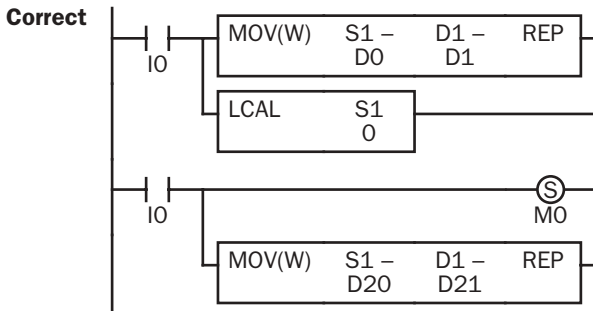 Correct
MOV(W) S1 – D1 – REP
I0 D0 D1
LCAL S1
0
I0 S
M0
MOV(W) S1 – D1 – REP
D20 D21